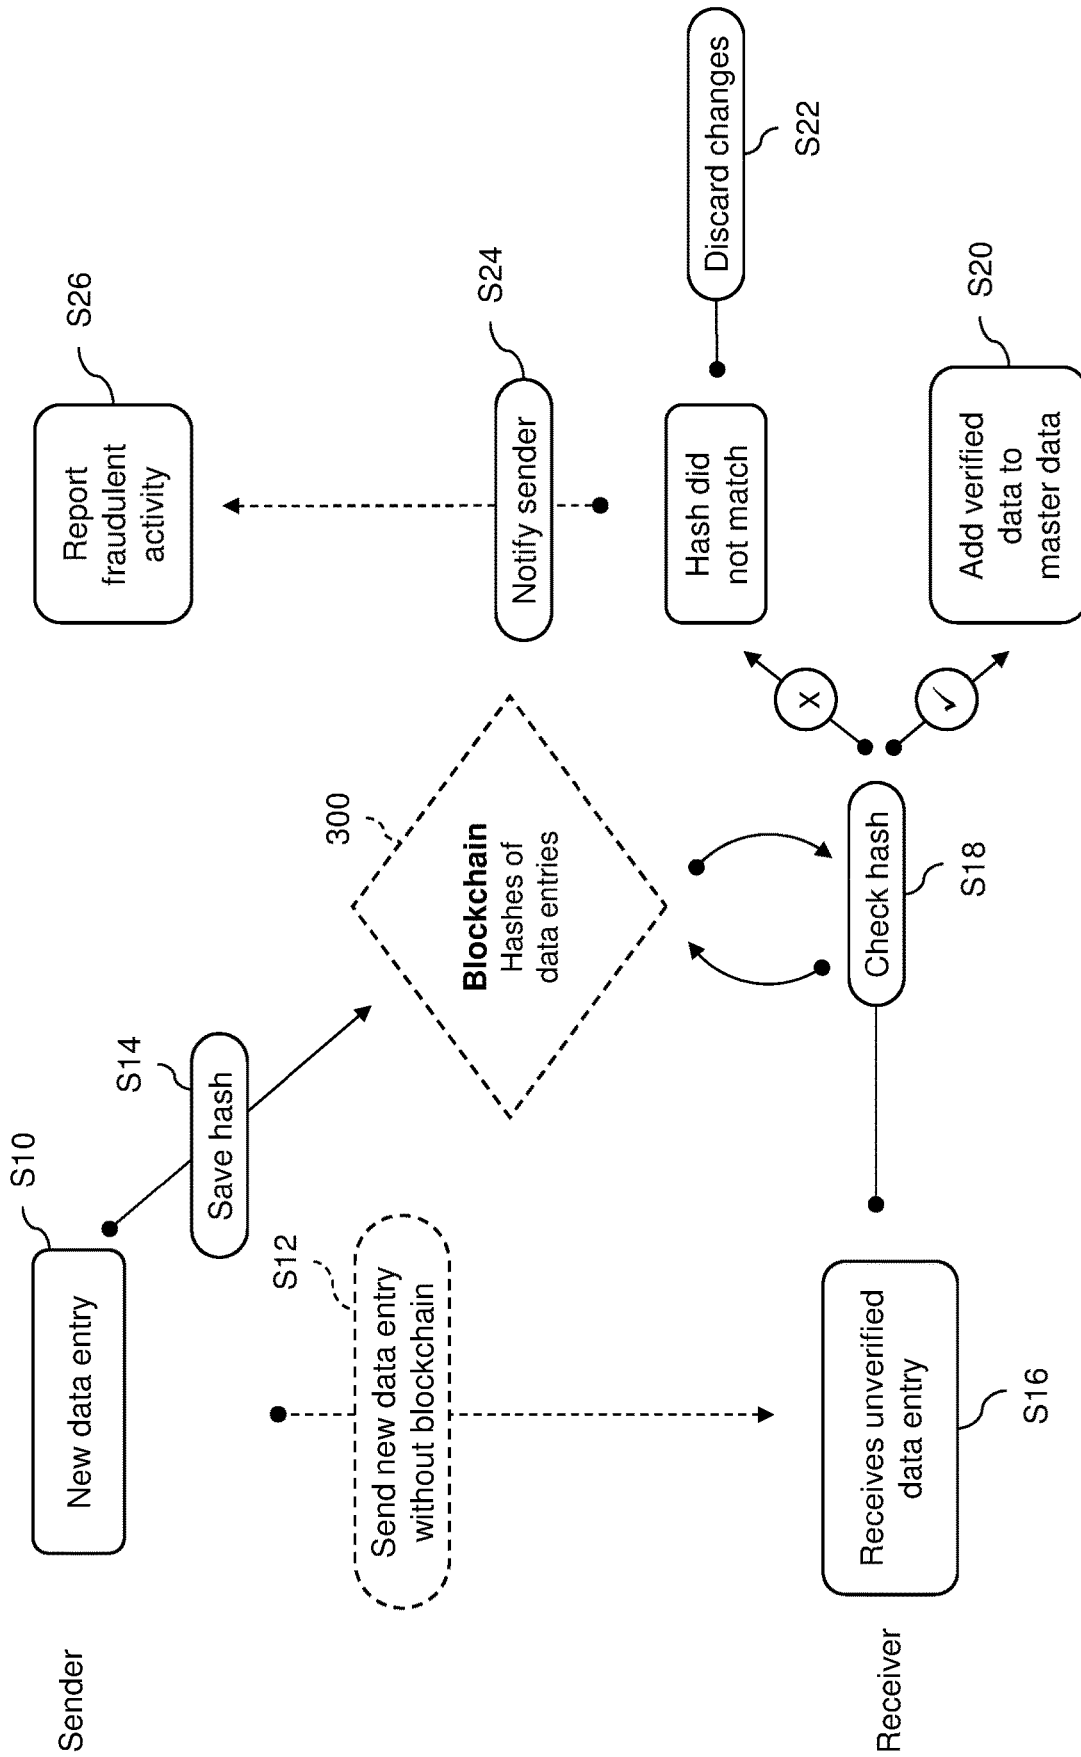 Sender
New data entry
S10
Save hash
S14
Send new data entry
without blockchain
S12
Blockchain
Hashes of
data entries
300
Report
fraudulent
activity
S26
Notify sender
S24
Receiver
Receives unverified
data entry
S16
Check hash
S18
X
✓
Hash did
not match
Discard changes
S22
Add verified
data to
master data
S20